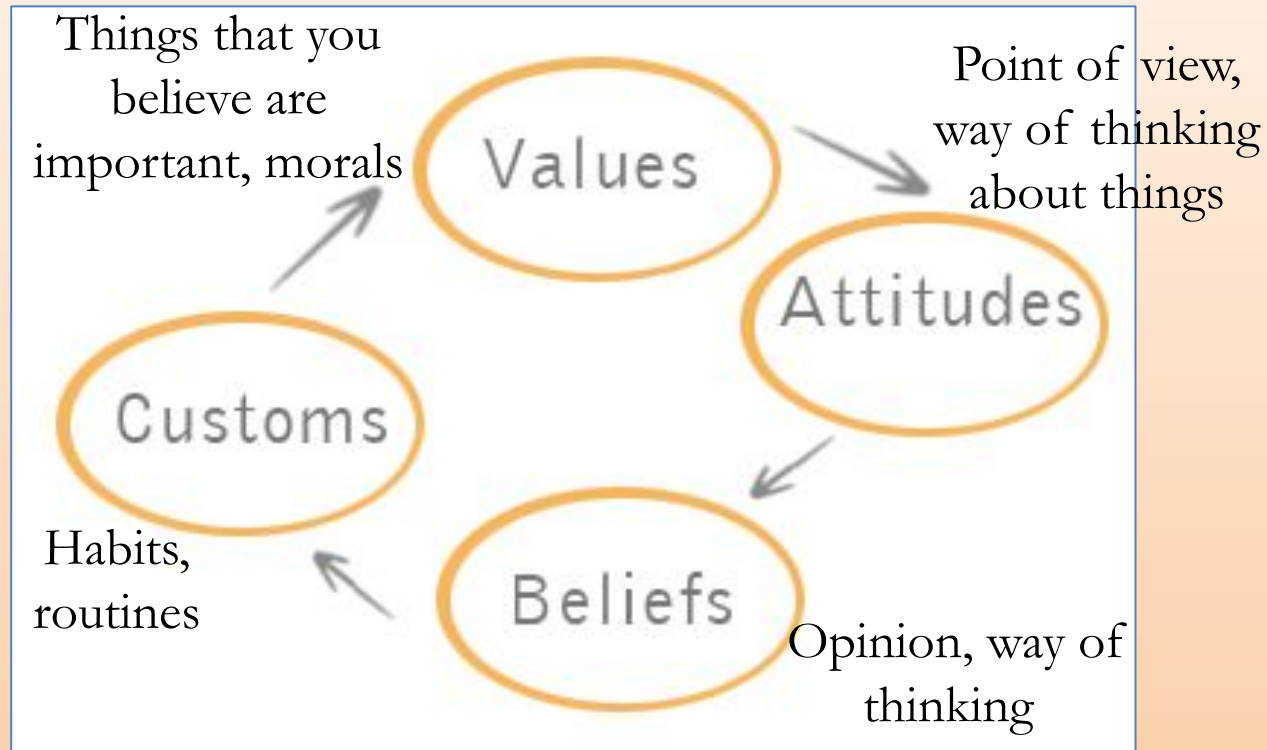 Things that you
believe are
important, morals
Values
Point of view,
way of thinking
about things
Attitudes
Customs
Habits,
routines
Beliefs
Opinion, way of
thinking